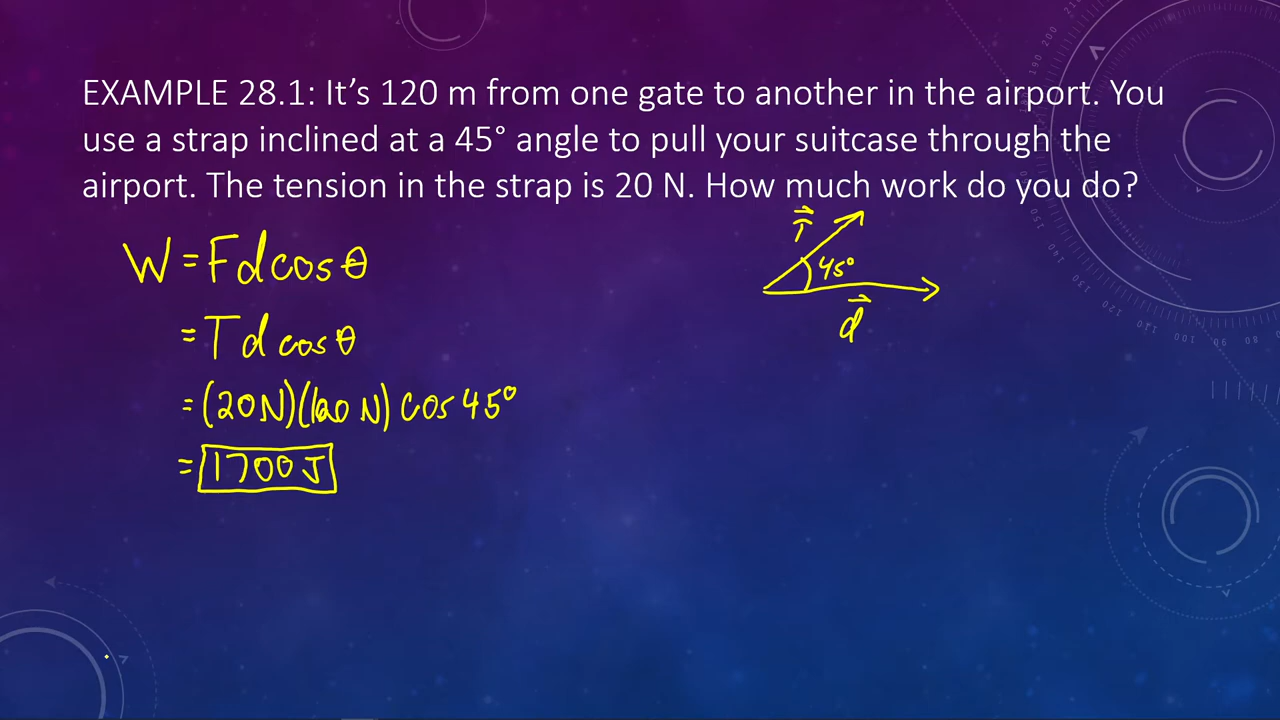 EXAMPLE 28.1: It’s 120 m from one gate to another in the airport. You
use a strap inclined at a 45° angle to pull your suitcase through the
airport. The tension in the strap is 20 N. How much work do you do?
W = Fd cos θ
= T d cos θ
= (20 N)(120 N) cos 45°
= 1700 J
T
45°
d